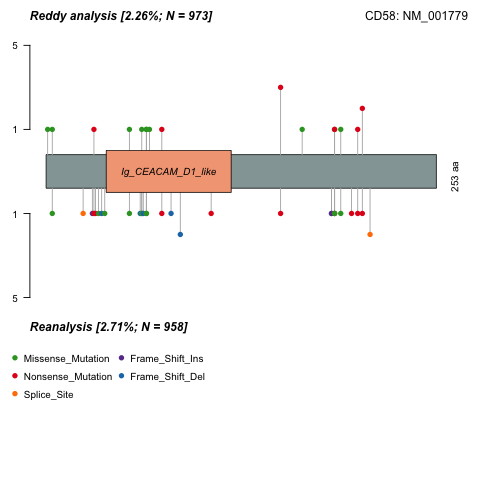 Reddy analysis [2.26%; N = 973]
CD58: NM_001779
5
1
Ig_CEACAM_D1_like
253 aa
1
5
Reanalysis [2.71%; N = 958]
Missense_Mutation
Frame_Shift_Ins
Nonsense_Mutation
Frame_Shift_Del
Splice_Site